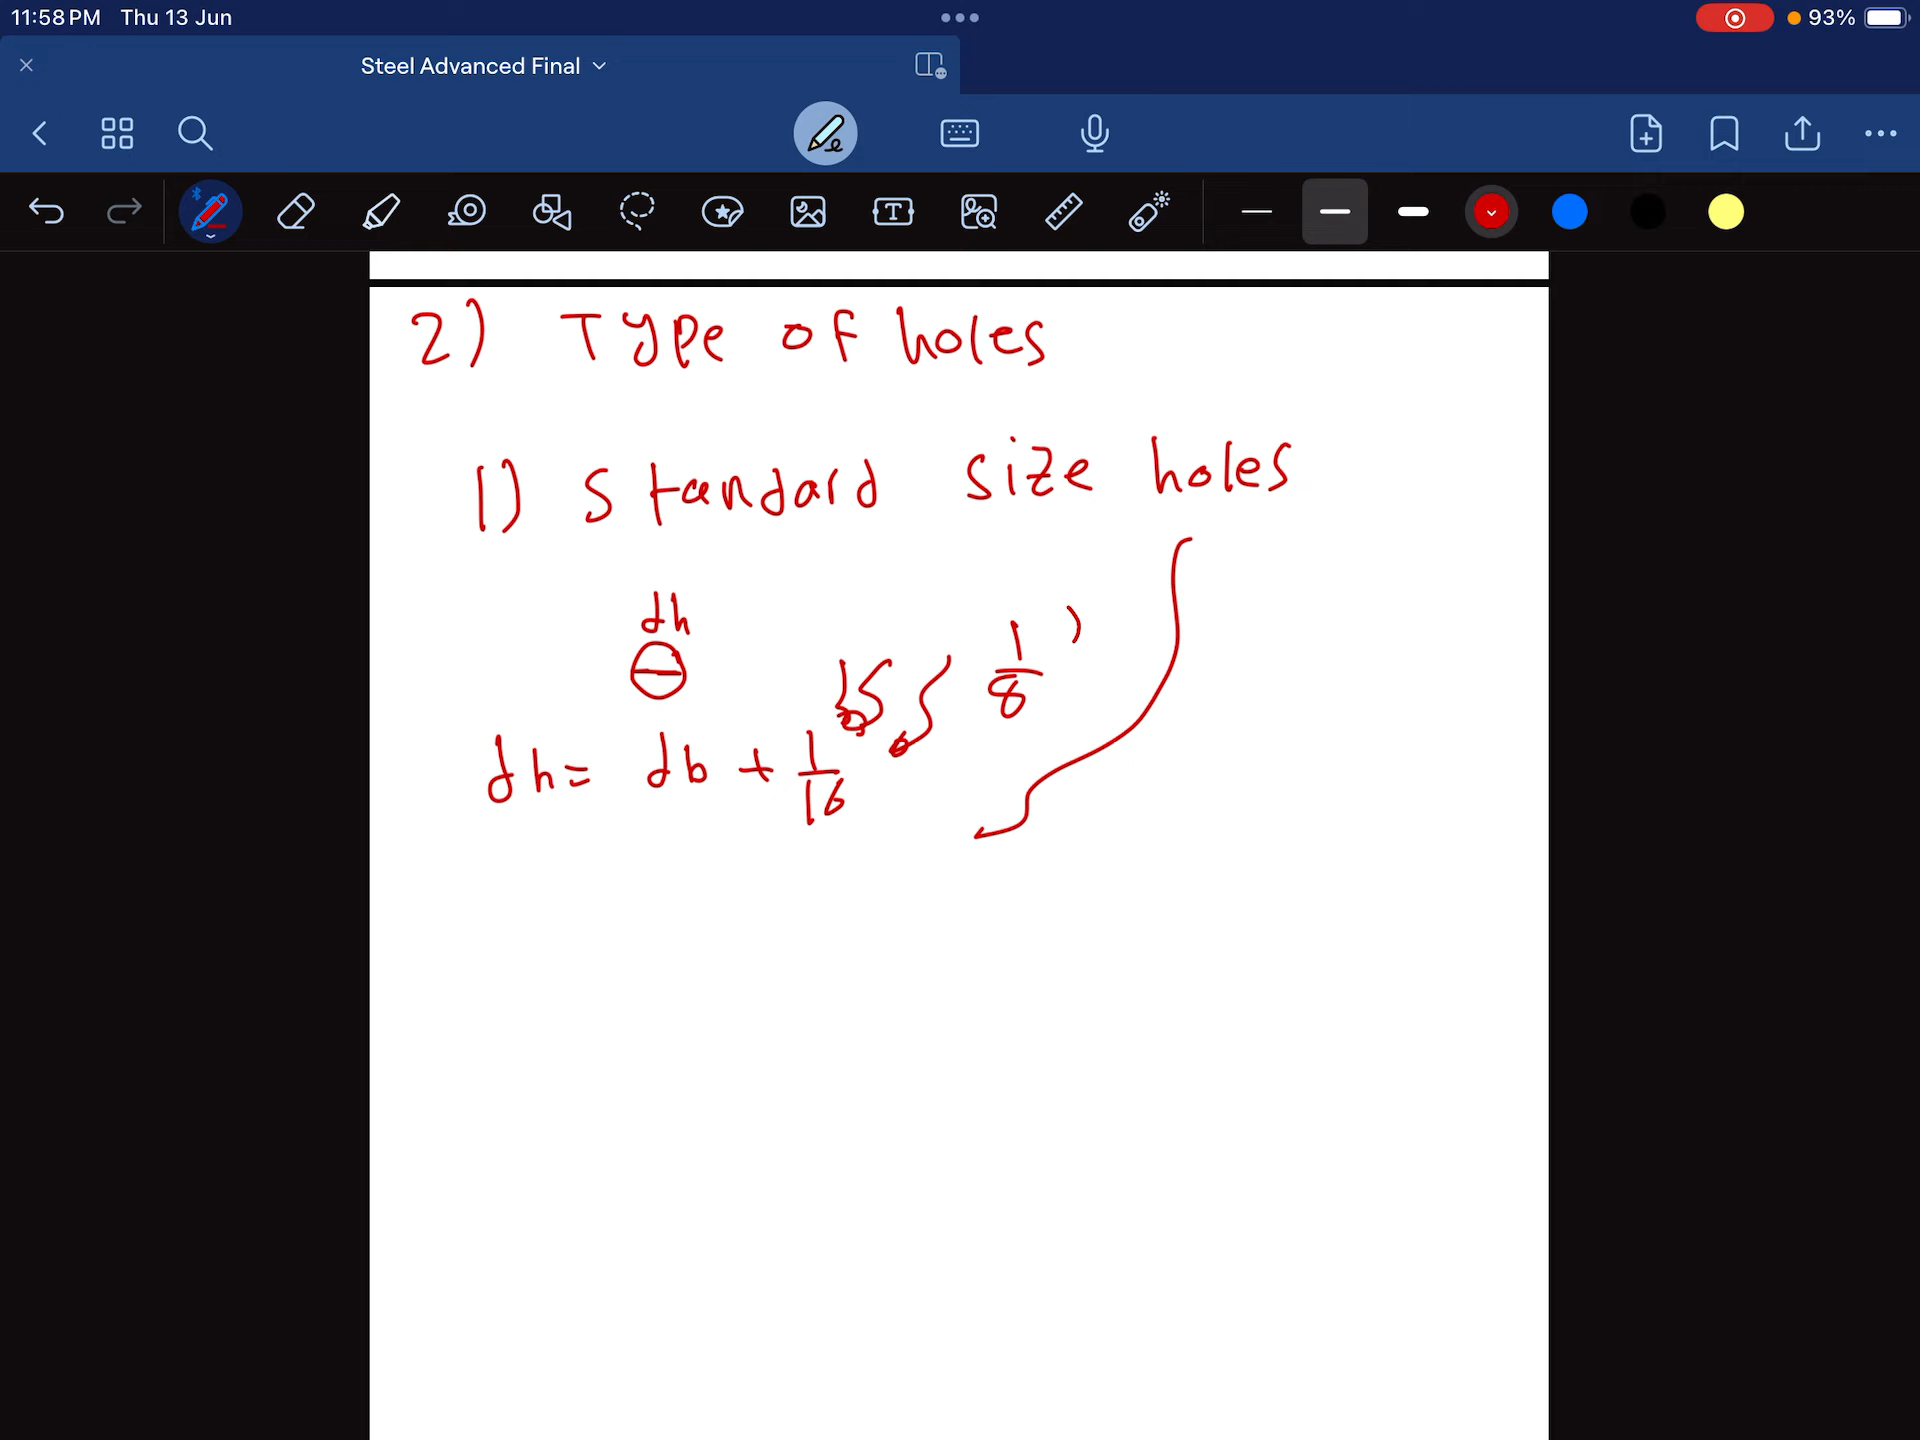 11:58 PM Thu 13 Jun
93%
Steel Advanced Final
2) Type of holes
1) standard size holes
dh
1/8
dh = db + 1/16